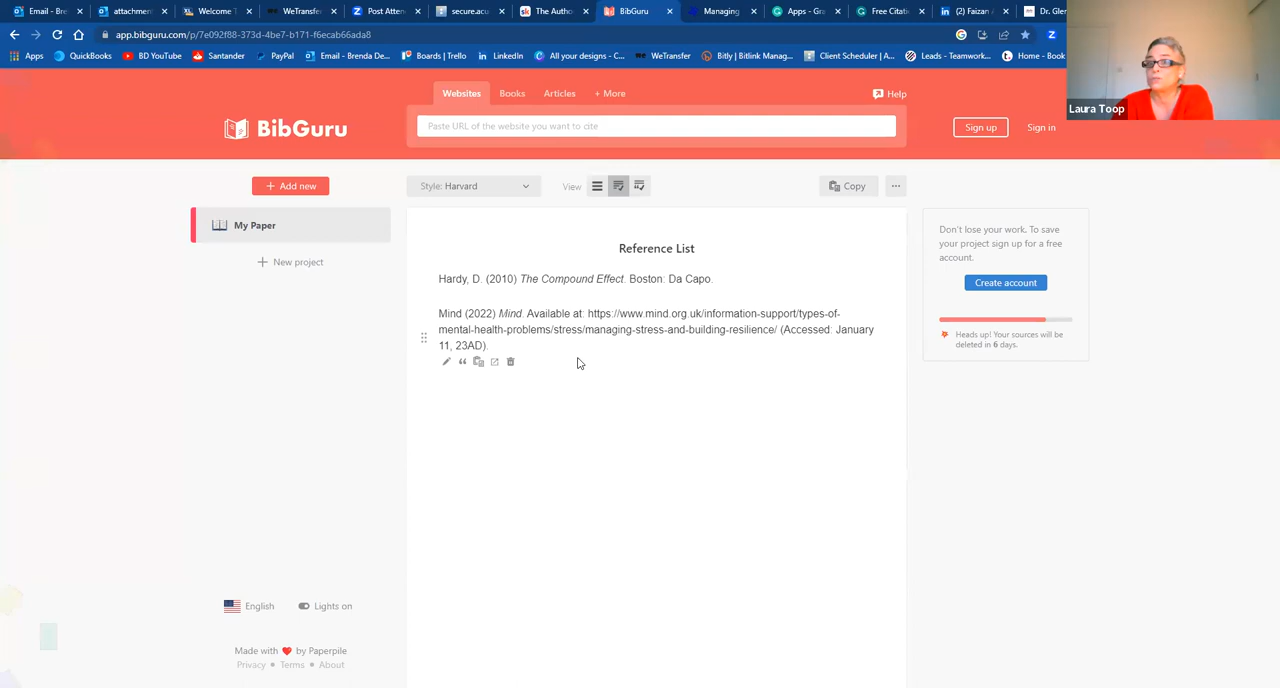 Email - Bre
attachment
Welcome T
WeTransfer
Post Atten
secure.acu
The Autho
BibGuru
Managing
Apps - Gra
Free Citati
(2) Faizan A
Dr. Gler
app.bibguru.com/p/7e092f88-373d-4be7-b171-f6ecab66ada8
Apps
QuickBooks
BD YouTube
Santander
PayPal
Email - Brenda De...
Boards | Trello
LinkedIn
All your designs - C...
WeTransfer
Bitly | Bitlink Manag...
Client Scheduler | A...
Leads - Teamwork...
Home - Book
Laura Toop
Websites
Books
Articles
+ More
Help
BibGuru
Paste URL of the website you want to cite
Sign up
Sign in
+ Add new
Style: Harvard
View
Copy
My Paper
+ New project
Reference List
Hardy, D. (2010) The Compound Effect. Boston: Da Capo.
Mind (2022) Mind. Available at: https://www.mind.org.uk/information-support/types-of-
mental-health-problems/stress/managing-stress-and-building-resilience/ (Accessed: January
11, 23AD).
Don't lose your work. To save
your project sign up for a free
account.
Create account
Heads up! Your sources will be
deleted in 6 days.
English
Lights on
Made with ❤ by Paperpile
Privacy • Terms • About